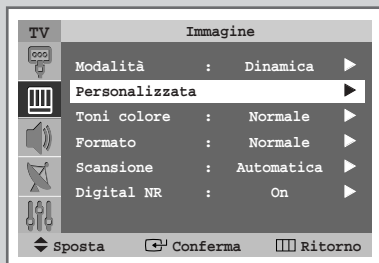 TV Immagine
Modalità : Dinamica
Personalizzata
Toni colore : Normale
Formato : Normale
Scansione : Automatica
Digital NR : On
Sposta Conferma Ritorno